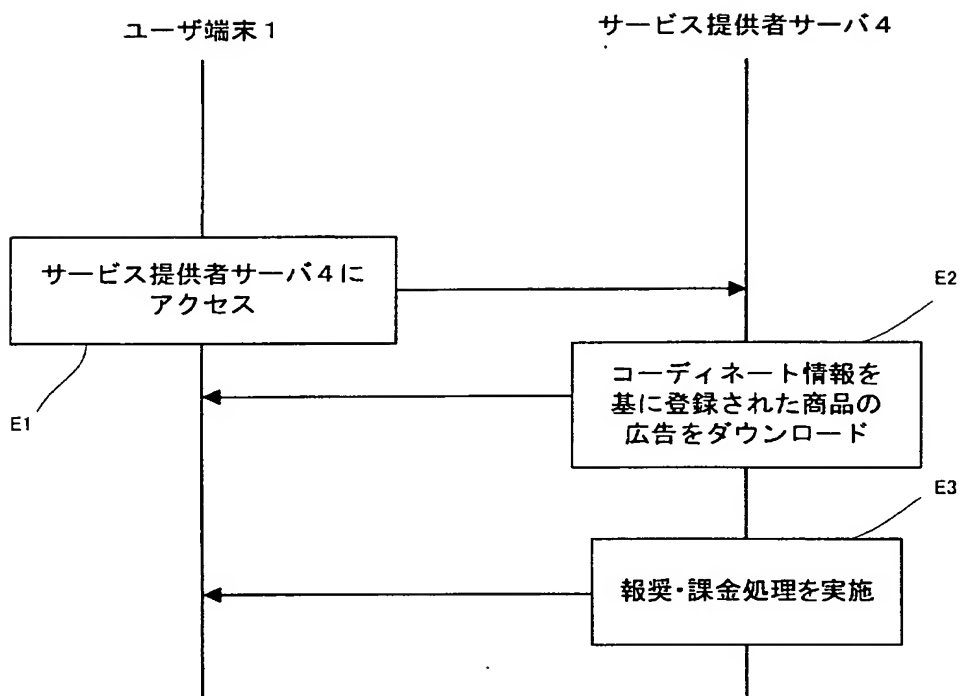 ユーザ端末1
サービス提供者サーバ4
サービス提供者サーバ4に
アクセス
E1
E2
コーディネート情報を
基に登録された商品の
広告をダウンロード
E3
報奨・課金処理を実施